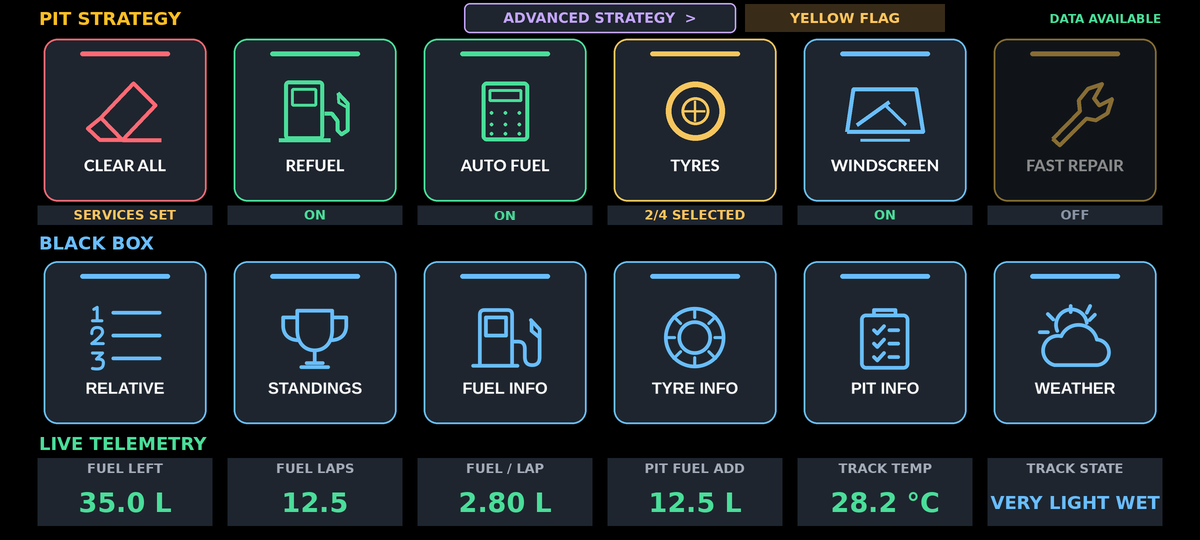 PIT STRATEGY
ADVANCED STRATEGY >
YELLOW FLAG
DATA AVAILABLE
CLEAR ALL
REFUEL
AUTO FUEL
TYRES
WINDSCREEN
FAST REPAIR
SERVICES SET
ON
ON
2/4 SELECTED
ON
OFF
BLACK BOX
1
2
3
RELATIVE
STANDINGS
FUEL INFO
TYRE INFO
PIT INFO
WEATHER
LIVE TELEMETRY
FUEL LEFT
FUEL LAPS
FUEL / LAP
PIT FUEL ADD
TRACK TEMP
TRACK STATE
35.0 L
12.5
2.80 L
12.5 L
28.2 °C
VERY LIGHT WET